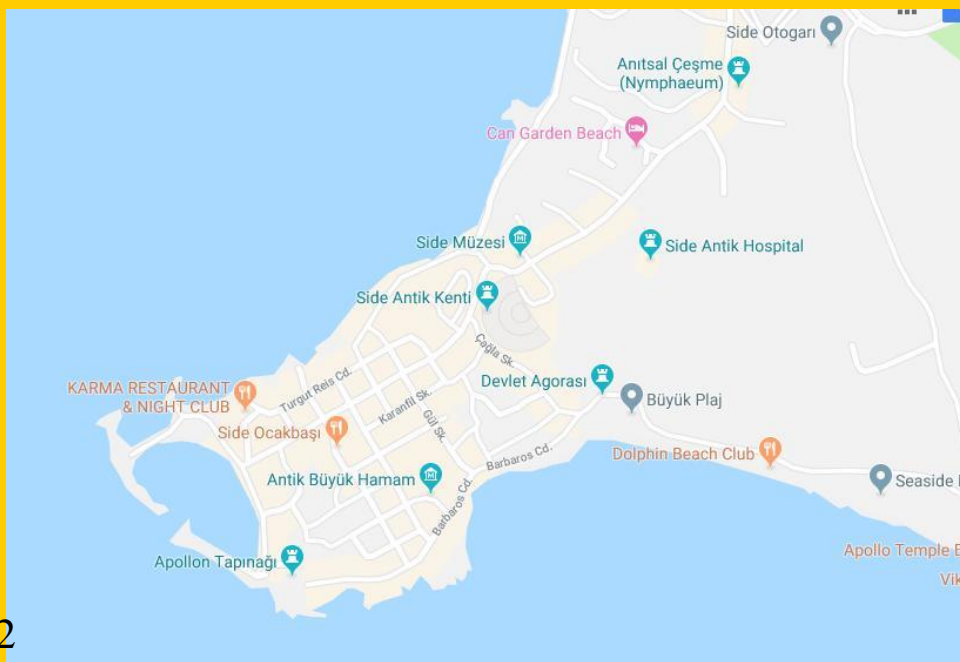 Side Otogarı
Anıtsal Çeşme
(Nymphaeum)
Can Garden Beach
Side Müzesi
Side Antik Hospital
Side Antik Kenti
Çağla Sk.
Devlet Agorası
Büyük Plaj
KARMA RESTAURANT
& NIGHT CLUB
Turgut Reis Cd.
Karanfil Sk.
Gül Sk.
Side Ocakbaşı
Barbaros Cd.
Dolphin Beach Club
Antik Büyük Hamam
Seaside
Barbaros Cd.
Apollo Temple
Apollon Tapınağı
2